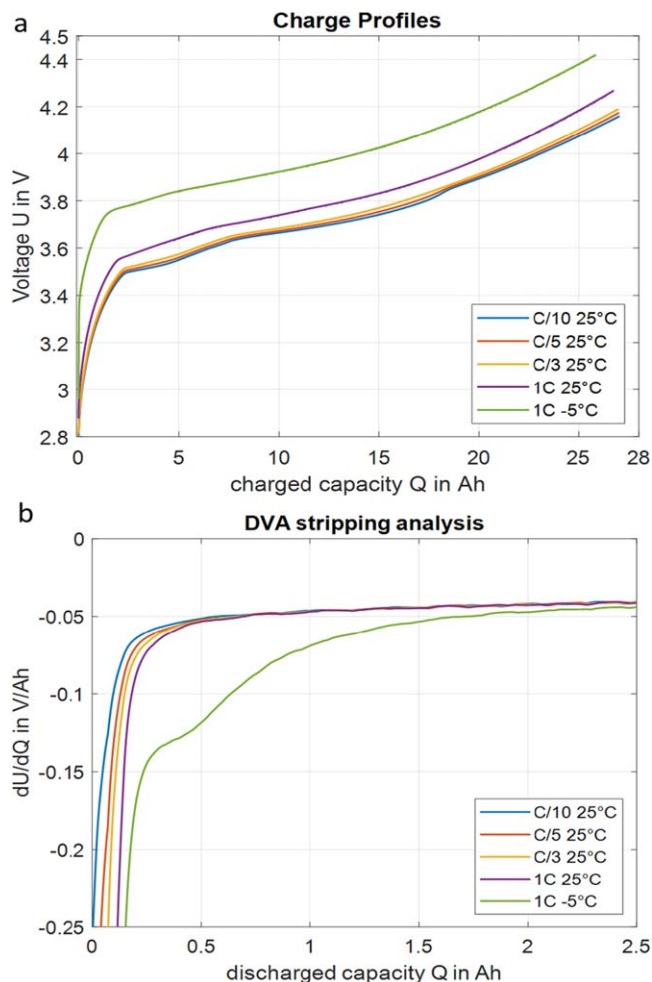 a
Charge Profiles
4.5
4.4
4.2
4
3.8
3.6
3.4
3.2
3
2.8
Voltage U in V
C/10 25°C
C/5 25°C
C/3 25°C
1C 25°C
1C -5°C
0 5 10 15 20 25 28
charged capacity Q in Ah
b
DVA stripping analysis
0
-0.05
-0.1
-0.15
-0.2
-0.25
dU/dQ in V/Ah
C/10 25°C
C/5 25°C
C/3 25°C
1C 25°C
1C -5°C
0 0.5 1 1.5 2 2.5
discharged capacity Q in Ah